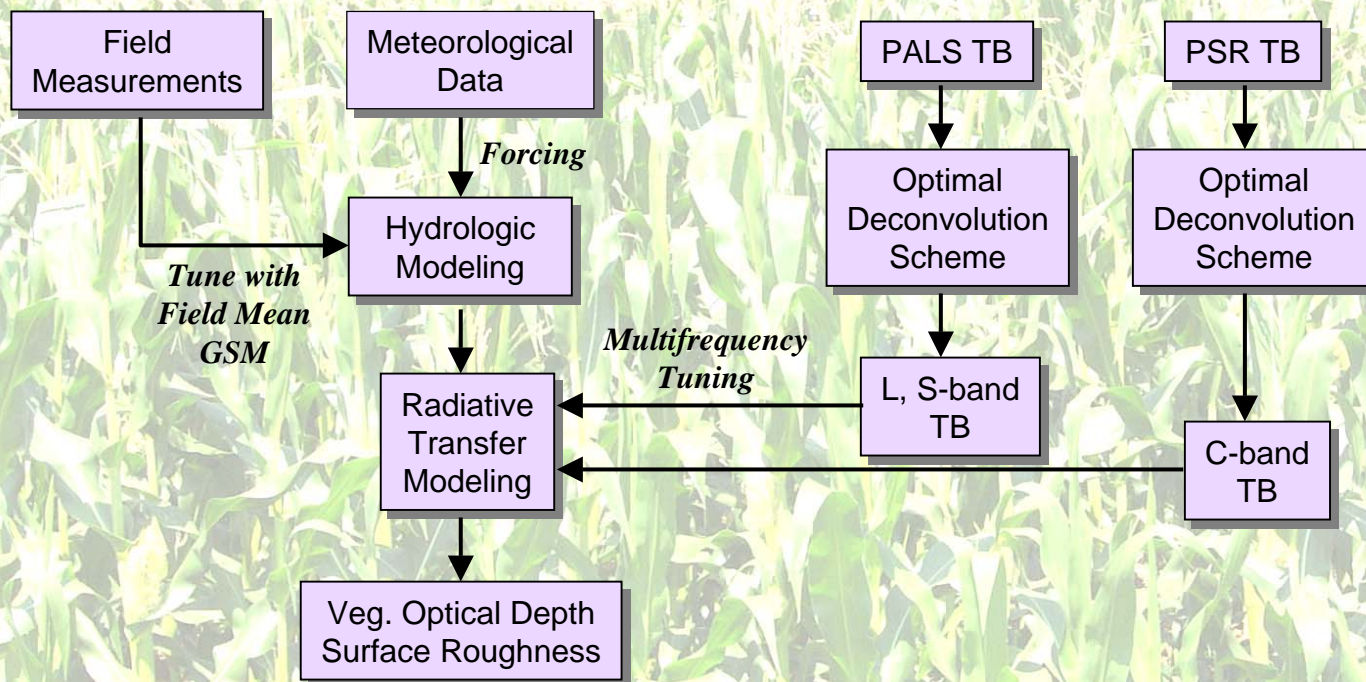 Field
Measurements
Meteorological
Data
PALS TB
PSR TB
Forcing
Optimal
Deconvolution
Scheme
Optimal
Deconvolution
Scheme
Hydrologic
Modeling
Tune with
Field Mean
GSM
Multifrequency
Tuning
L, S-band
TB
Radiative
Transfer
Modeling
C-band
TB
Veg. Optical Depth
Surface Roughness